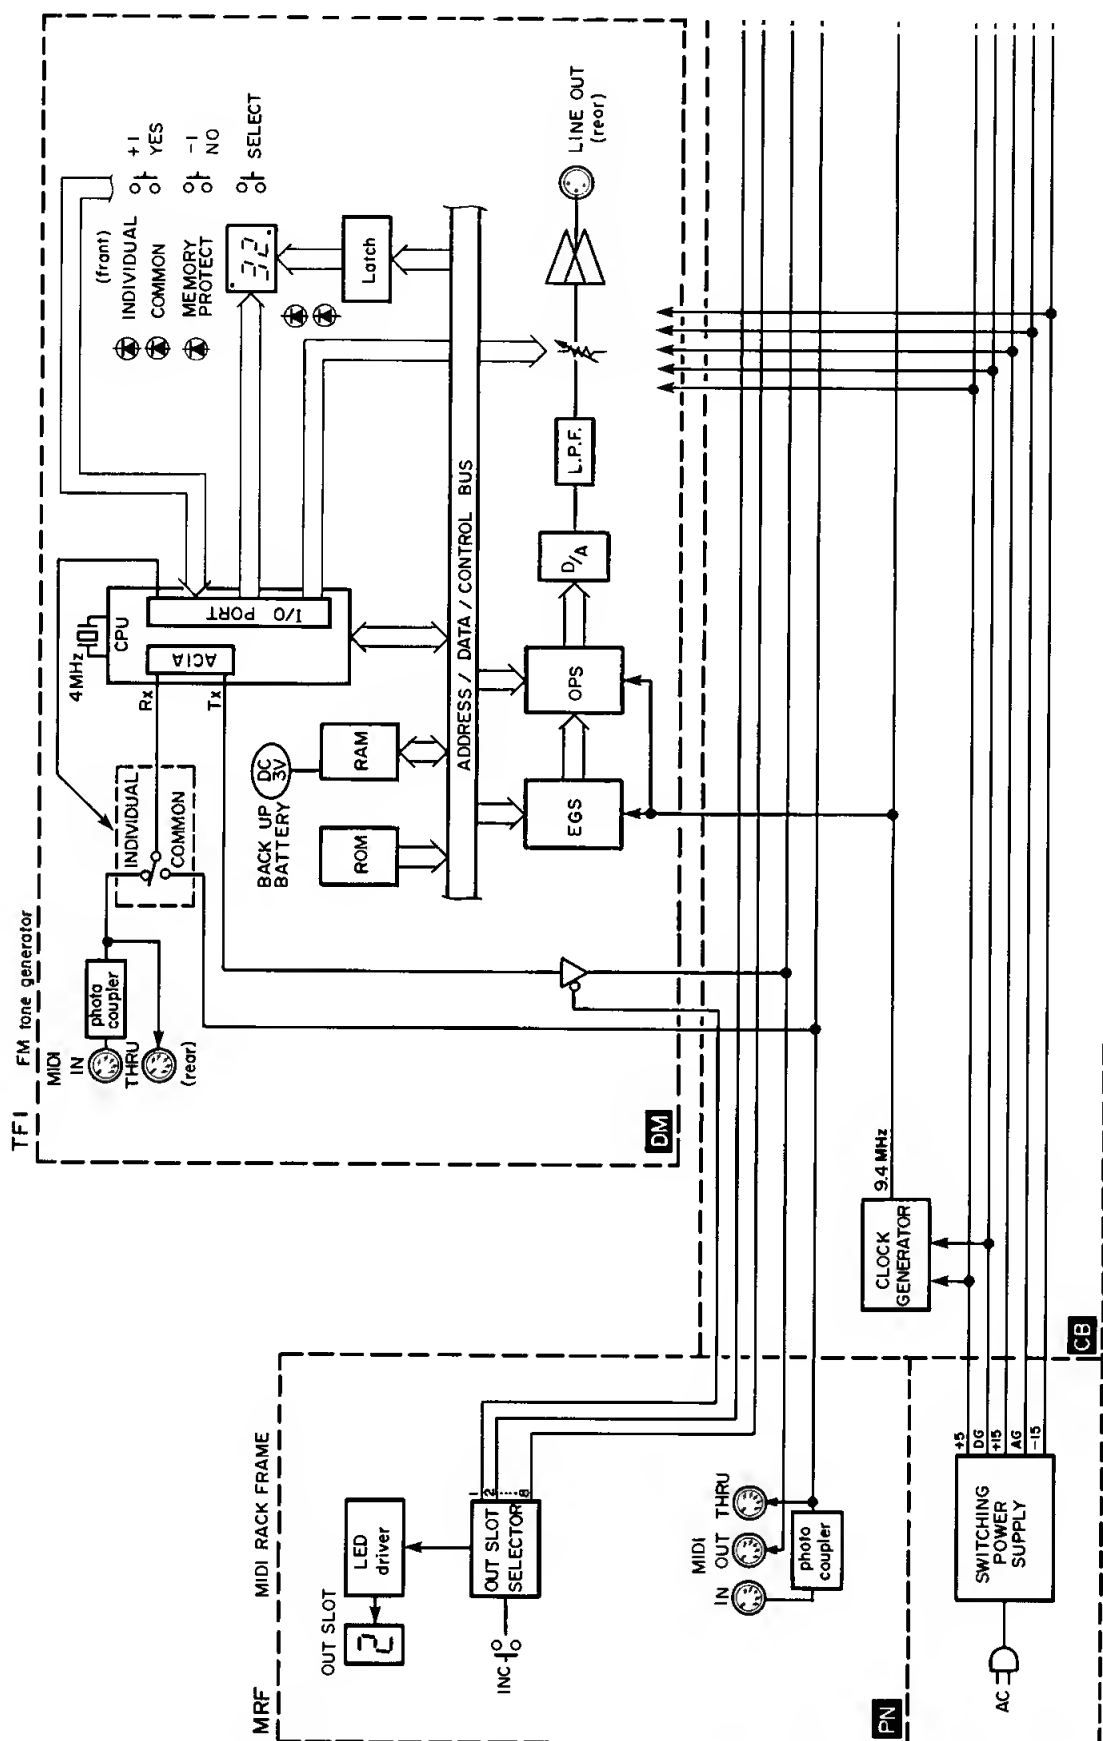 TF1
FM tone generator
MIDI
IN
THRU
(rear)
photo
coupler
INDIVIDUAL
COMMON
4MHz
CPU
ACIA
I/O PORT
Rx
Tx
(front)
INDIVIDUAL
COMMON
MEMORY
PROTECT
+1
YES
-1
NO
SELECT
32
Latch
BACK UP
BATTERY
DC
3V
ROM
RAM
ADDRESS / DATA / CONTROL BUS
EGS
OPS
D/A
L.P.F.
LINE OUT
(rear)
DM
MRF
MIDI RACK FRAME
OUT SLOT
2
LED
driver
INC
OUT SLOT
SELECTOR
1
2
8
MIDI
IN
OUT
THRU
photo
coupler
PN
CLOCK
GENERATOR
9.4MHz
CB
AC
SWITCHING
POWER
SUPPLY
+5
DG
+15
AG
-15